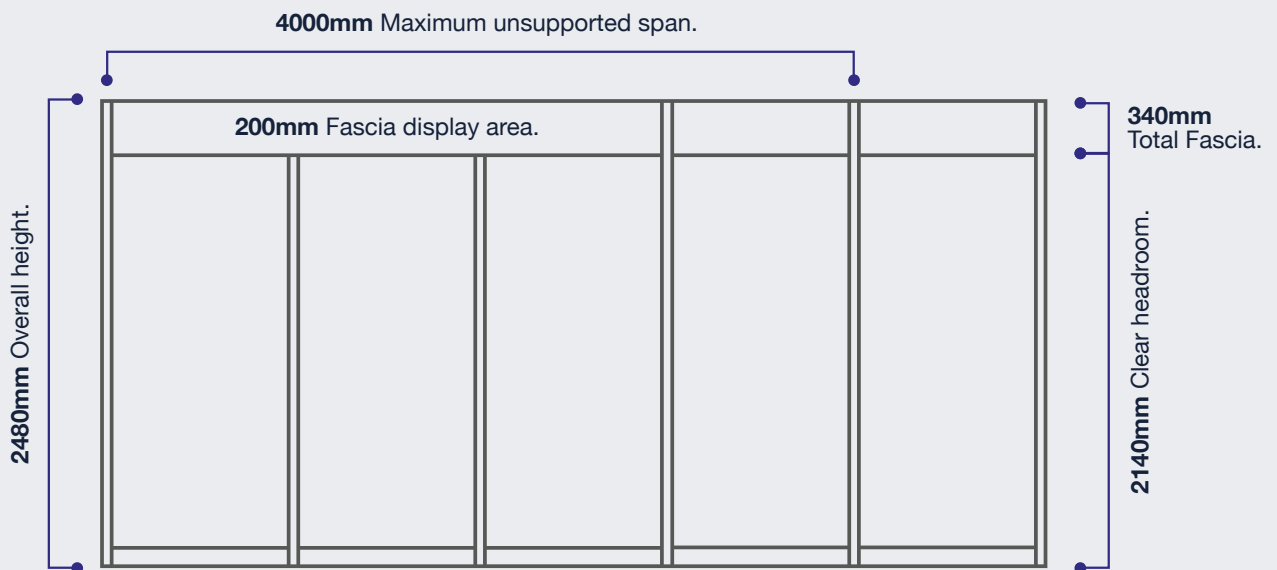 4000mm Maximum unsupported span.
200mm Fascia display area.
340mm
Total Fascia.
2480mm Overall height.
2140mm Clear headroom.